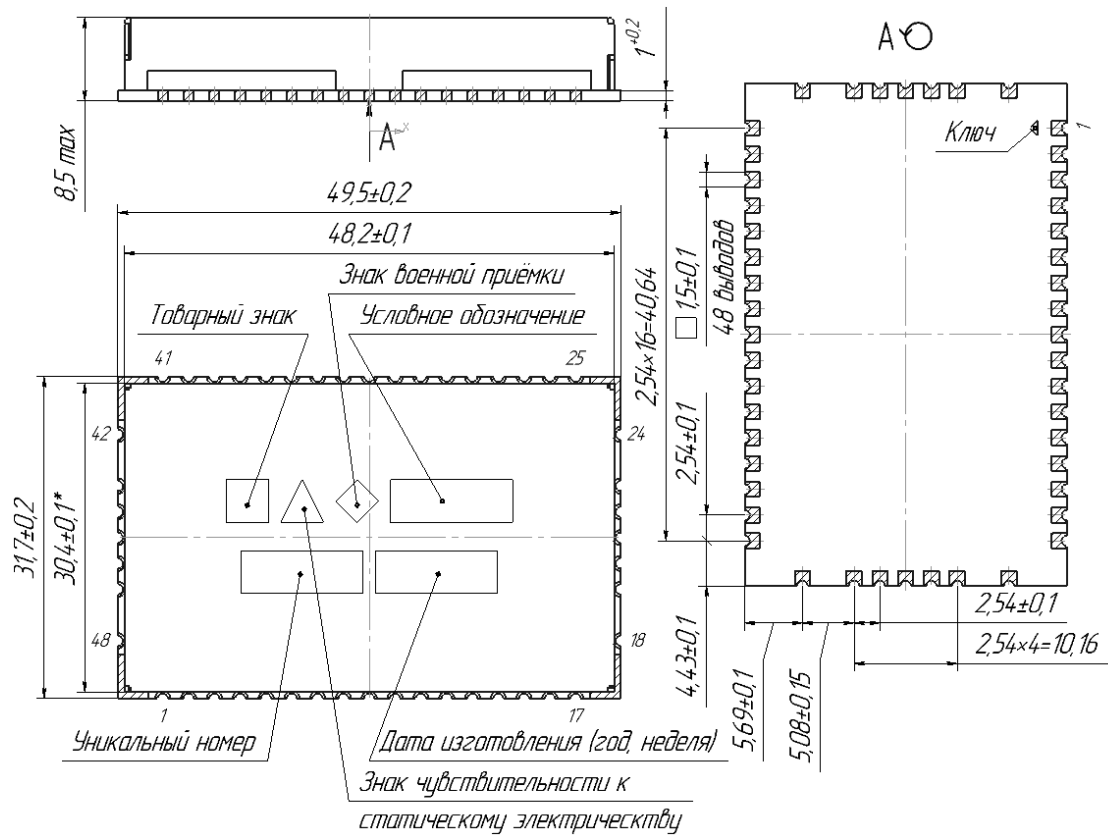 8,5 max
1+0,2
А
А
х
49,5±0,2
48,2±0,1
Знак военной приёмки
Товарный знак
Условное обозначение
41
25
42
24
48
18
1
17
31,7±0,2
30,4±0,1*
Уникальный номер
Дата изготовления (год, неделя)
Знак чувствительности к
статическому электрическтву
Ключ
1
2,54×16=40,64
□1,5±0,1
48 выводов
2,54±0,1
4,43±0,1
5,69±0,1
5,08±0,15
2,54±0,1
2,54×4=10,16